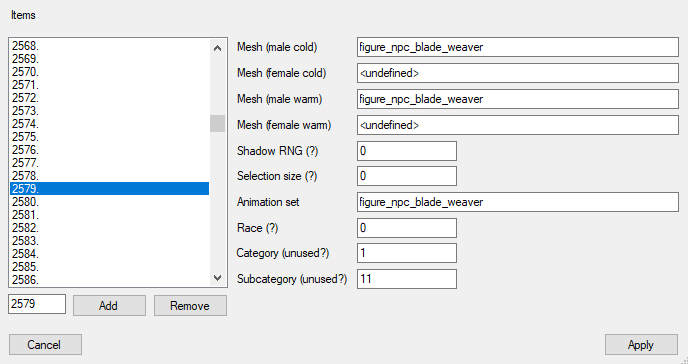 Items
2568.
2569.
2570.
2571.
2572.
2573.
2574.
2575.
2576.
2577.
2578.
2579.
2580.
2581.
2582.
2583.
2584.
2585.
2586.
2579
Add
Remove
Mesh (male cold) figure_npc_blade_weaver
Mesh (female cold) <undefined>
Mesh (male warm) figure_npc_blade_weaver
Mesh (female warm) <undefined>
Shadow RNG (?) 0
Selection size (?) 0
Animation set figure_npc_blade_weaver
Race (?) 0
Category (unused?) 1
Subcategory (unused?) 11
Cancel
Apply